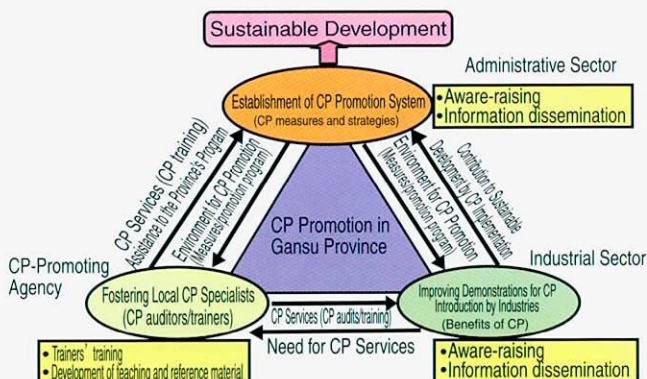 Sustainable Development
Administrative Sector
Establishment of CP Promotion System
(CP measures and strategies)
•Aware-raising
•Information dissemination
CP Services (CP training)
Assistance to the Province's Program
Environment for CP Promotion
(Measures/promotion program)
CP Promotion in
Gansu Province
Environment for CP Promotion
(Measures/promotion program)
Contribution to Sustainable
Development by CP Implementation
CP-Promoting
Agency
Industrial Sector
Fostering Local CP Specialists
(CP auditors/trainers)
CP Services (CP audits/training)
Need for CP Services
Improving Demonstrations for CP
Introduction by Industries
(Benefits of CP)
• Trainers' training
• Development of teaching and reference material
•Aware-raising
•Information dissemination